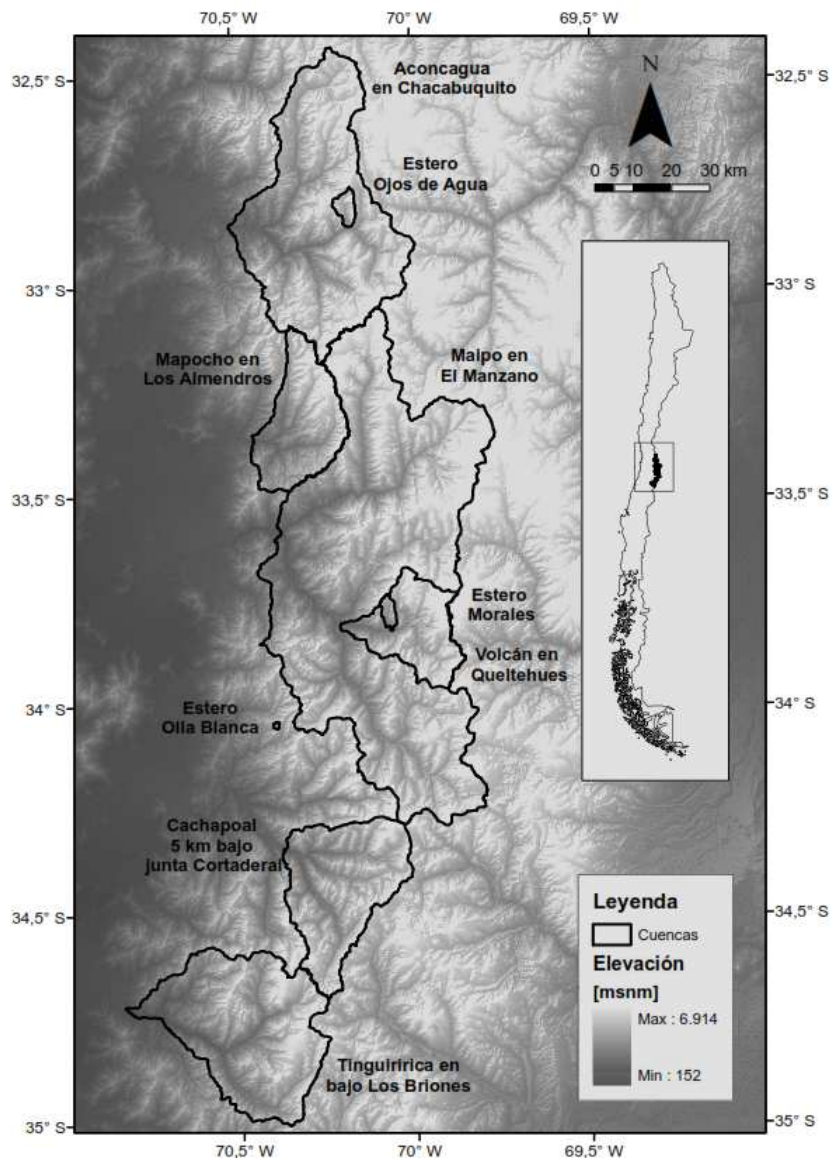 70,5° W
70° W
69,5° W
32,5° S
32,5° S
Aconcagua
en Chacabuquito
N
0 5 10 20 30 km
Estero
Ojos de Agua
33° S
33° S
Mapocho en
Los Almendros
Maipo en
El Manzano
33,5° S
33,5° S
Estero
Morales
Volcán en
Queltehues
34° S
34° S
Estero
Olla Blanca
Cachapoal
5 km bajo
junta Cortaderal
34,5° S
34,5° S
Leyenda
Cuencas
Elevación
[msnm]
Max : 6.914
Min : 152
Tinguiririca en
bajo Los Briones
35° S
35° S
70,5° W
70° W
69,5° W